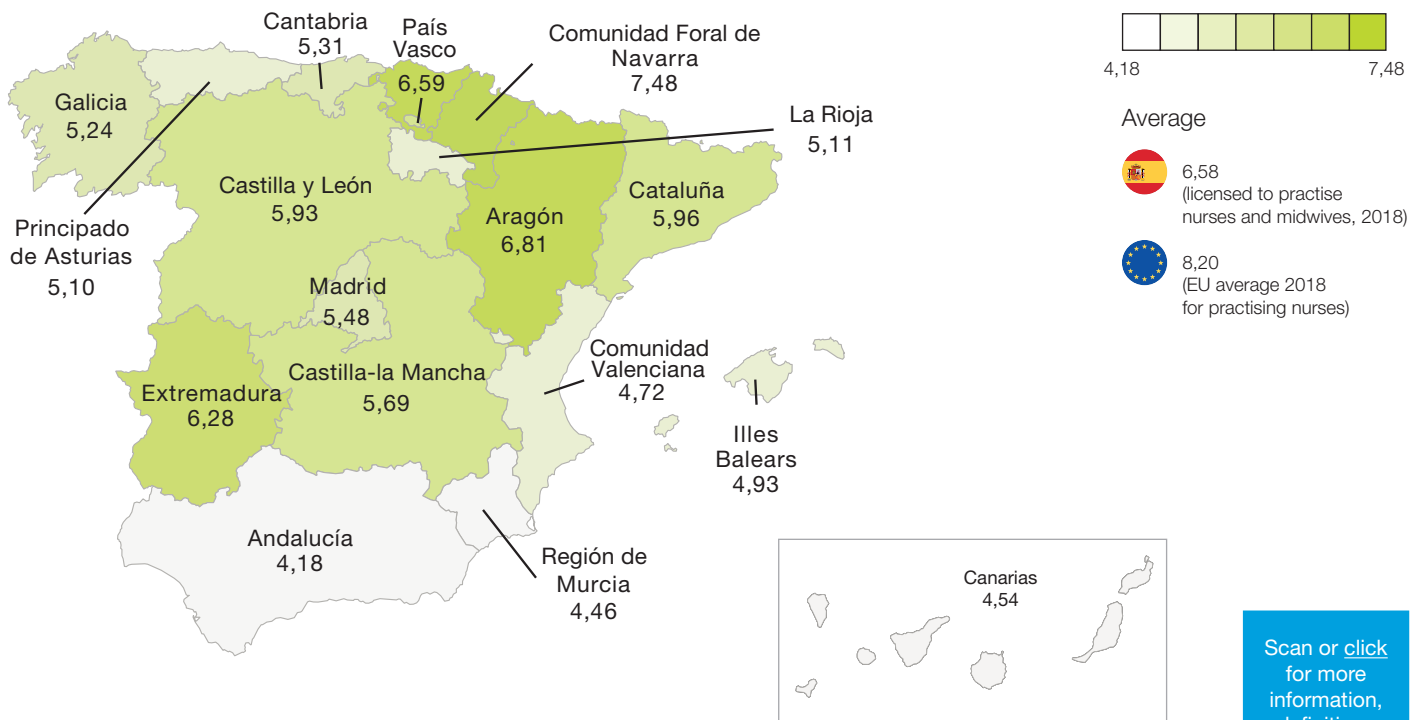 Cantabria
5,31
País
Vasco
6,59
Comunidad Foral de
Navarra
7,48
4,18
7,48
Galicia
5,24
La Rioja
5,11
Average
6,58
(licensed to practise
nurses and midwives, 2018)
8,20
(EU average 2018
for practising nurses)
Castilla y León
5,93
Cataluña
5,96
Aragón
6,81
Principado
de Asturias
5,10
Madrid
5,48
Comunidad
Valenciana
4,72
Castilla-la Mancha
5,69
Extremadura
6,28
Illes
Balears
4,93
Andalucía
4,18
Región de
Murcia
4,46
Canarias
4,54
Scan or click
for more
information,